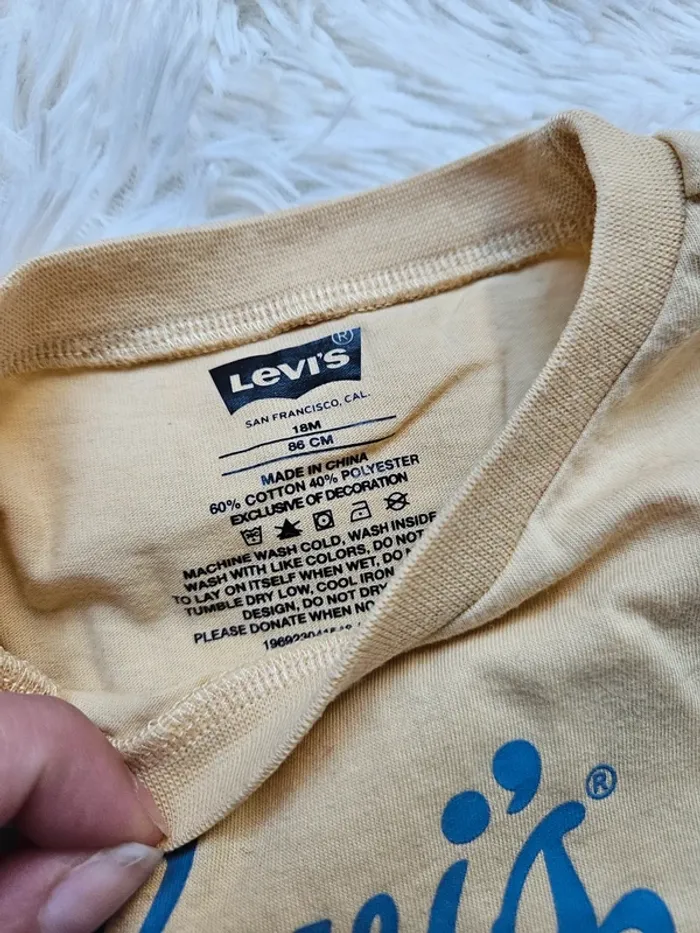 LEVI'S ®
SAN FRANCISCO, CAL.
18M
86 CM
MADE IN CHINA
60% COTTON 40% POLYESTER
EXCLUSIVE OF DECORATION
MACHINE WASH COLD, WASH INSIDE
WASH WITH LIKE COLORS, DO NOT
TO LAY ON ITSELF WHEN WET, DO
TUMBLE DRY LOW, COOL IRON
DESIGN, DO NOT DRY
PLEASE DONATE WHEN NO
®